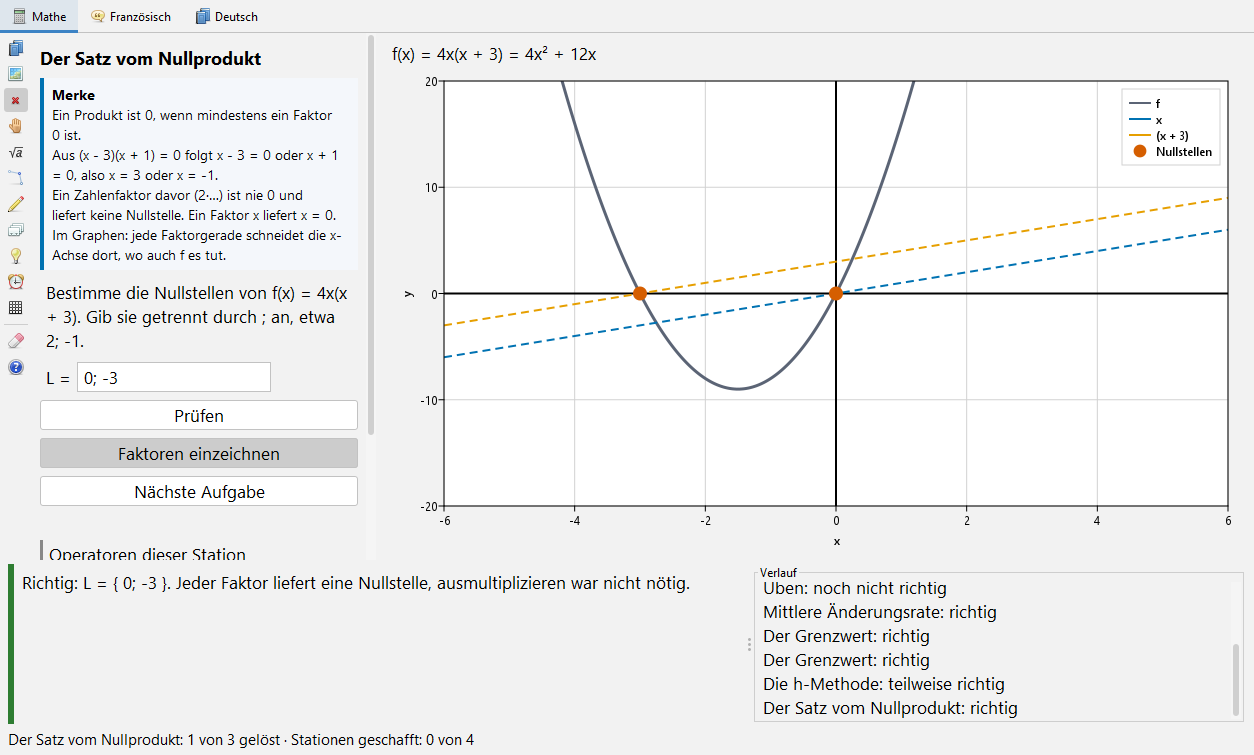 Mathe
Französisch
Deutsch
Der Satz vom Nullprodukt
Merke
Ein Produkt ist 0, wenn mindestens ein Faktor
0 ist.
Aus (x - 3)(x + 1) = 0 folgt x - 3 = 0 oder x + 1
= 0, also x = 3 oder x = -1.
Ein Zahlenfaktor davor (2·...) ist nie 0 und
liefert keine Nullstelle. Ein Faktor x liefert x = 0.
Im Graphen: jede Faktorgerade schneidet die x-
Achse dort, wo auch f es tut.
Bestimme die Nullstellen von f(x) = 4x(x
+ 3). Gib sie getrennt durch ; an, etwa
2; -1.
L = 0; -3
Prüfen
Faktoren einzeichnen
Nächste Aufgabe
Operatoren dieser Station
f(x) = 4x(x + 3) = 4x² + 12x
20
10
0
-10
-20
y
-6
-4
-2
0
2
4
6
x
f
x
(x + 3)
Nullstellen
Richtig: L = { 0; -3 }. Jeder Faktor liefert eine Nullstelle, ausmultiplizieren war nicht nötig.
Verlauf
Üben: noch nicht richtig
Mittlere Änderungsrate: richtig
Der Grenzwert: richtig
Der Grenzwert: richtig
Die h-Methode: teilweise richtig
Der Satz vom Nullprodukt: richtig
Der Satz vom Nullprodukt: 1 von 3 gelöst · Stationen geschafft: 0 von 4